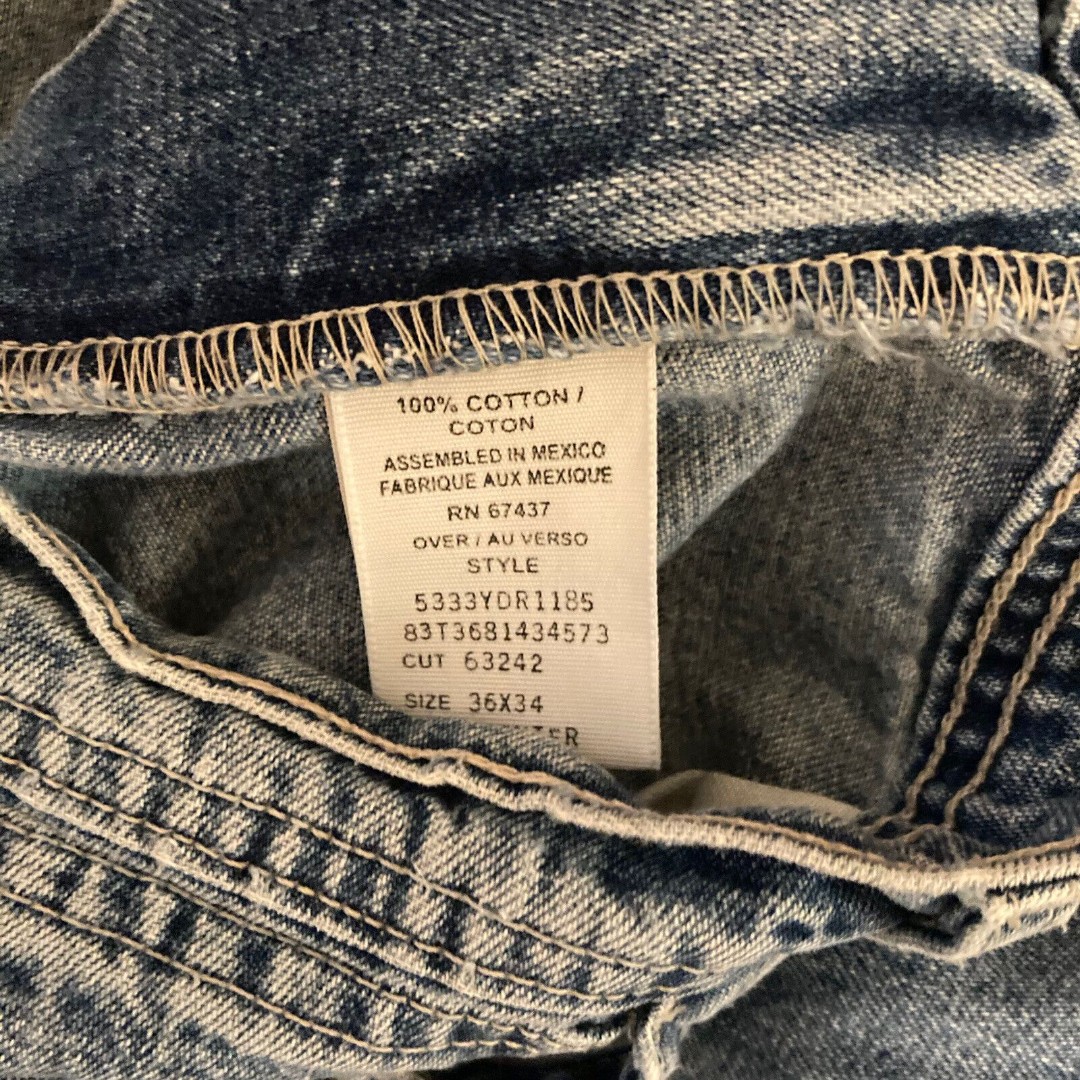 100% COTTON /
COTON
ASSEMBLED IN MEXICO
FABRIQUE AUX MEXIQUE
RN 67437
OVER / AU VERSO
STYLE
5333YDR1185
83T3681434573
CUT 63242
SIZE 36X34